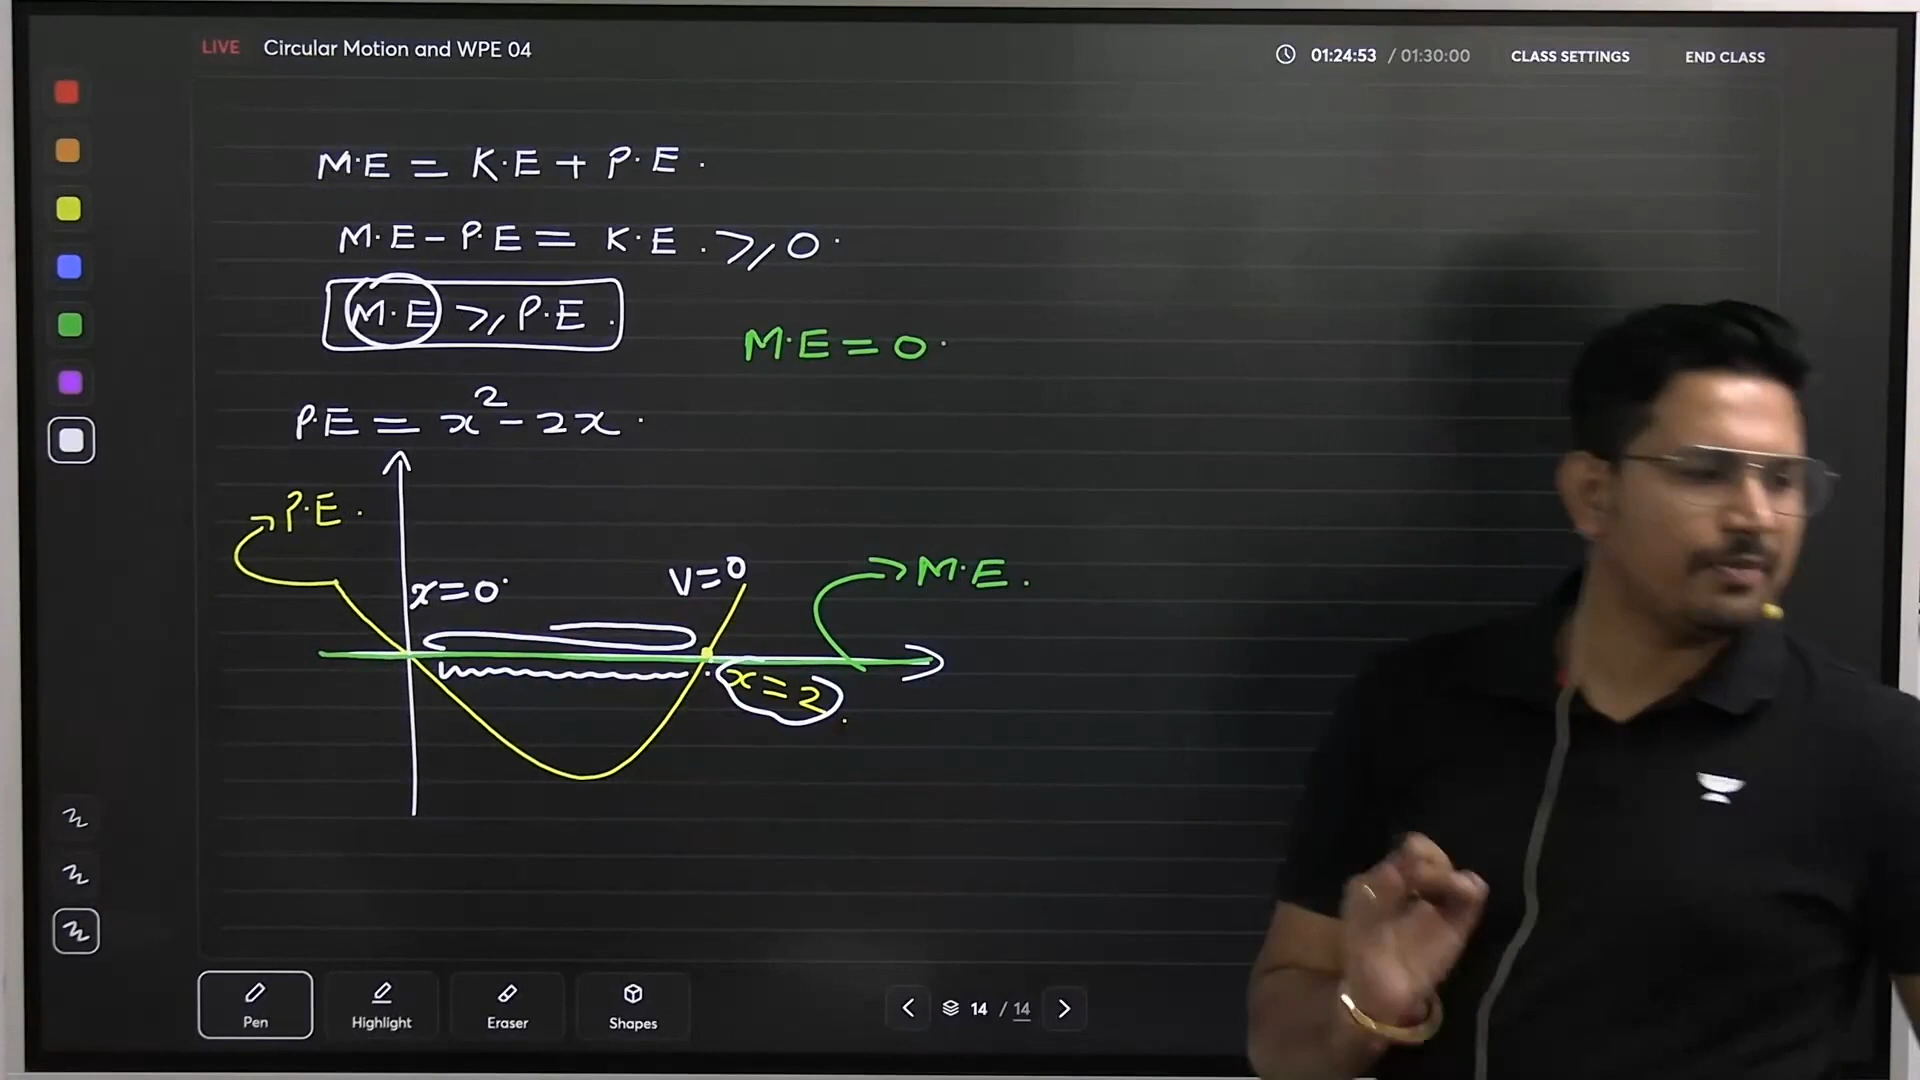 LIVE Circular Motion and WPE 04
01:24:53 / 01:30:00 CLASS SETTINGS END CLASS
M.E = K.E + P.E.
M.E - P.E = K.E. ⩾ 0.
M.E ⩾ P.E.
M.E = 0.
P.E = x² - 2x.
P.E.
x=0
v=0
M.E.
x=2
Pen Highlight Eraser Shapes
14 / 14